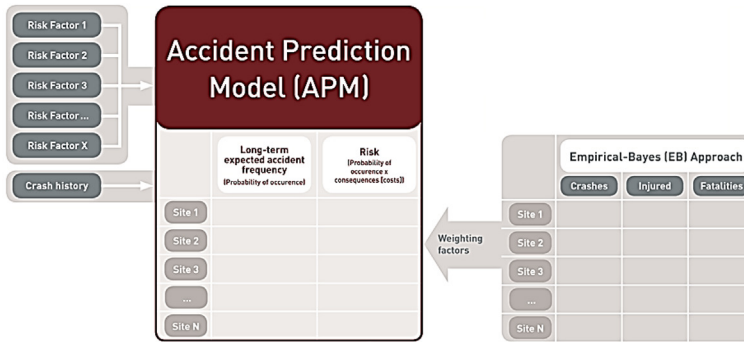 Risk Factor 1
Risk Factor 2
Risk Factor 3
Risk Factor ...
Risk Factor X
Crash history
Accident Prediction
Model (APM)
Long-term
expected accident
frequency
(Probability of occurence)
Risk
(Probability of
occurence x
consequences [costs])
Site 1
Site 2
Site 3
...
Site N
Weighting
factors
Empirical-Bayes (EB) Approach
Crashes
Injured
Fatalities
Site 1
Site 2
Site 3
...
Site N